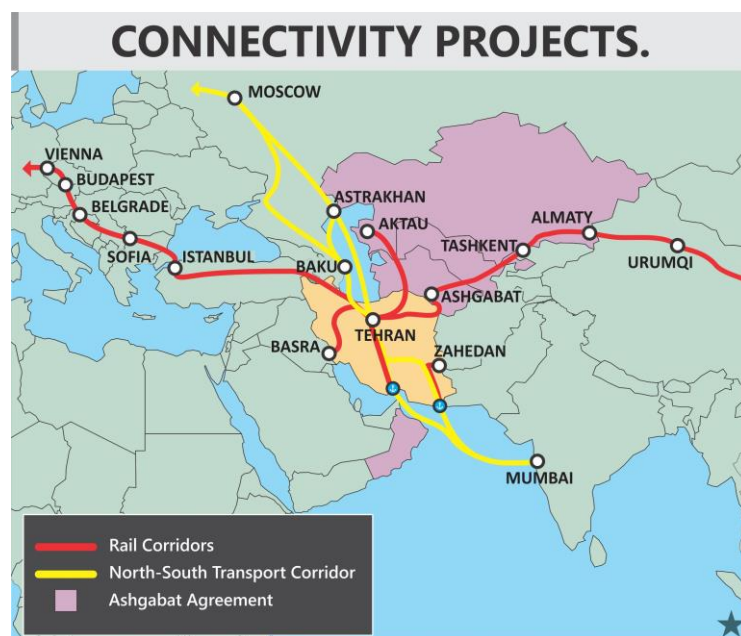 CONNECTIVITY PROJECTS.
MOSCOW
VIENNA
BUDAPEST
BELGRADE
SOFIA
ISTANBUL
ASTRAKHAN
AKTAU
BAKU
TASHKENT
ALMATY
URUMQI
ASHGABAT
TEHRAN
BASRA
ZAHEDAN
MUMBAI
Rail Corridors
North-South Transport Corridor
Ashgabat Agreement